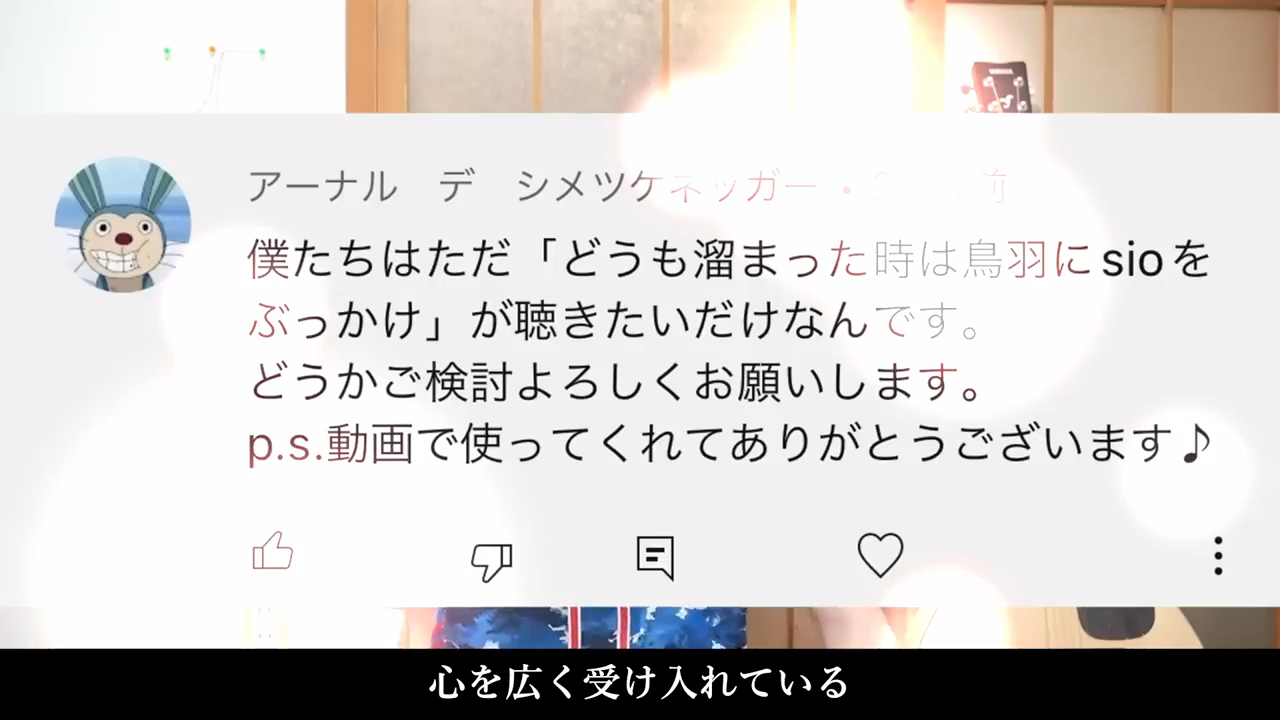 アーナル　デ　シメツケネッガー・
僕たちはただ「どうも溜まった時は鳥羽にsioを
ぶっかけ」が聴きたいだけなんです。
どうかご検討よろしくお願いします。
p.s.動画で使ってくれてありがとうございます♪
心を広く受け入れている